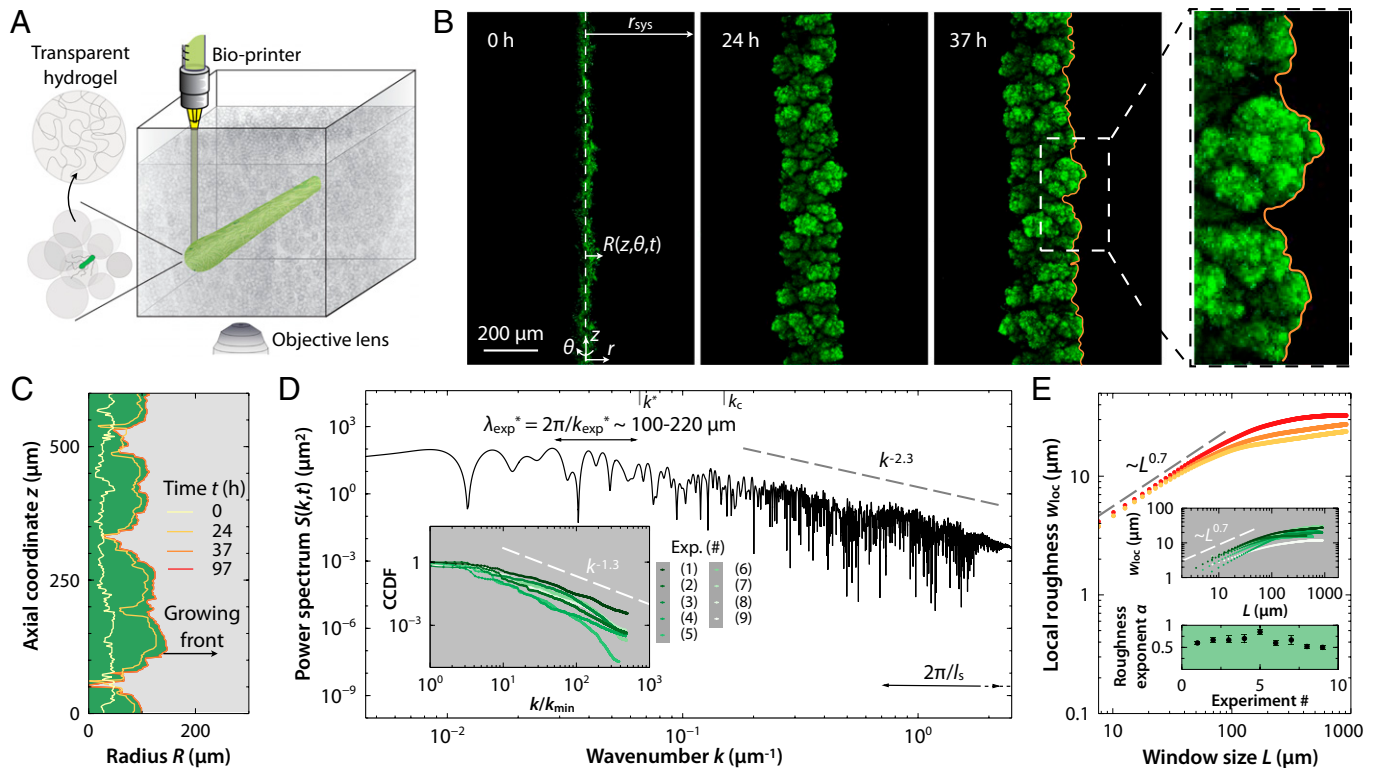 A
Transparent
hydrogel
Bio-printer
Objective lens
B
0 h
r_sys
R(z,θ,t)
200 μm
z
θ
r
24 h
37 h
C
Axial coordinate z (μm)
500
250
0
Time t (h)
0
24
37
97
Growing
front
0
200
Radius R (μm)
D
Power spectrum S(k,t) (μm²)
10³
10⁰
10⁻³
10⁻⁶
10⁻⁹
k*
k_c
λ_exp* = 2π/k_exp* ~ 100-220 μm
k^-2.3
2π/l_s
10⁻²
10⁻¹
10⁰
Wavenumber k (μm⁻¹)
CCDF
1
10⁻³
k^-1.3
10⁰
10¹
10²
10³
k/k_min
Exp. (#)
(1)
(2)
(3)
(4)
(5)
(6)
(7)
(8)
(9)
E
Local roughness w_loc (μm)
10
1
0.1
~L^0.7
w_loc (μm)
100
10
1
~L^0.7
10
100
1000
L (μm)
Roughness
exponent α
1
0.5
0
5
10
Experiment #
10
100
1000
Window size L (μm)